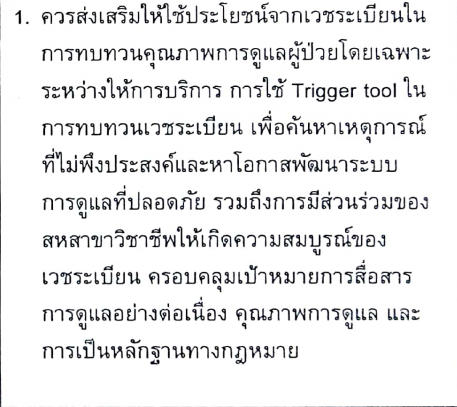 1. ควรส่งเสริมให้ใช้ประโยชน์จากเวชระเบียนใน
การทบทวนคุณภาพการดูแลผู้ป่วยโดยเฉพาะ
ระหว่างให้การบริการ การใช้ Trigger tool ใน
การทบทวนเวชระเบียน เพื่อค้นหาเหตุการณ์
ที่ไม่พึงประสงค์และหาโอกาสพัฒนาระบบ
การดูแลที่ปลอดภัย รวมถึงการมีส่วนร่วมของ
สหสาขาวิชาชีพให้เกิดความสมบูรณ์ของ
เวชระเบียน ครอบคลุมเป้าหมายการสื่อสาร
การดูแลอย่างต่อเนื่อง คุณภาพการดูแล และ
การเป็นหลักฐานทางกฎหมาย